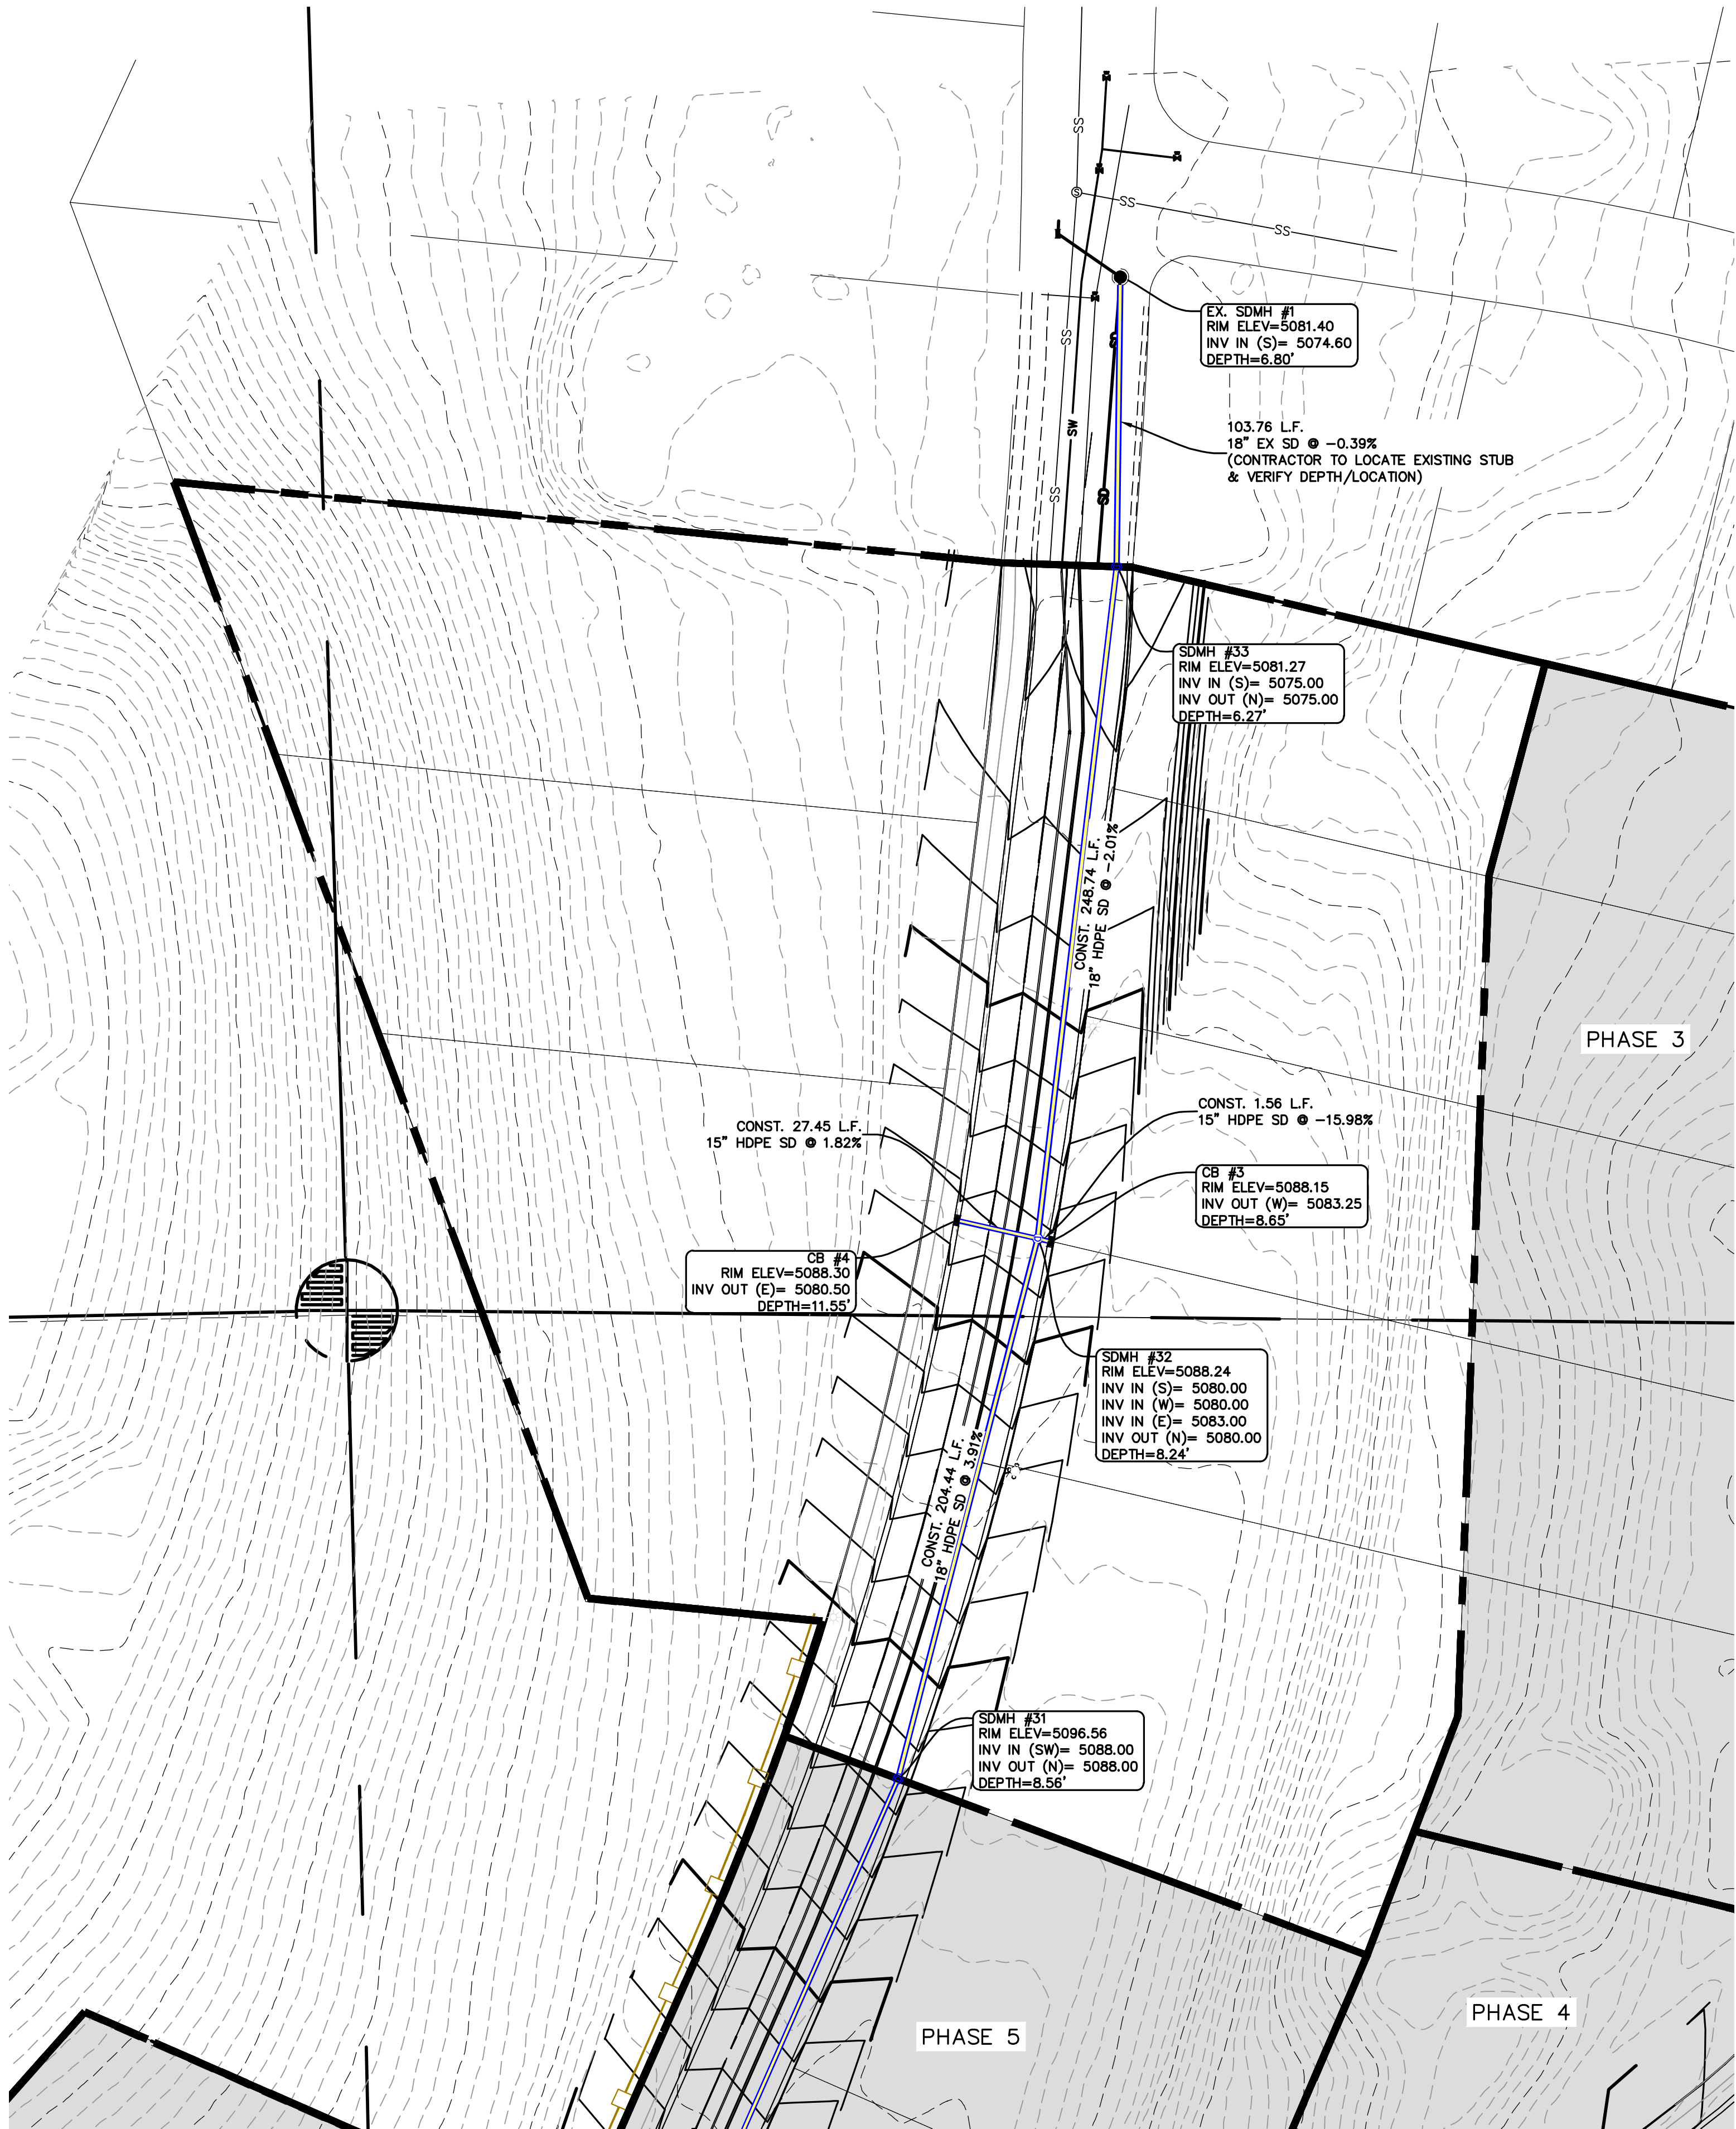 SS
SS
SS
EX. SDMH #1
RIM ELEV=5081.40
INV IN (S)= 5074.60
DEPTH=6.80'
SS
SD
SW
103.76 L.F.
18" EX SD @ -0.39%
(CONTRACTOR TO LOCATE EXISTING STUB
& VERIFY DEPTH/LOCATION)
SS
SD
SDMH #33
RIM ELEV=5081.27
INV IN (S)= 5075.00
INV OUT (N)= 5075.00
DEPTH=6.27'
CONST. 248.74 L.F.
18" HDPE SD @ -2.01%
PHASE 3
CONST. 27.45 L.F.
15" HDPE SD @ 1.82%
CONST. 1.56 L.F.
15" HDPE SD @ -15.98%
CB #3
RIM ELEV=5088.15
INV OUT (W)= 5083.25
DEPTH=8.65'
CB #4
RIM ELEV=5088.30
INV OUT (E)= 5080.50
DEPTH=11.55'
SDMH #32
RIM ELEV=5088.24
INV IN (S)= 5080.00
INV IN (W)= 5080.00
INV IN (E)= 5083.00
INV OUT (N)= 5080.00
DEPTH=8.24'
CONST. 204.44 L.F.
18" HDPE SD @ 3.91%
SDMH #31
RIM ELEV=5096.56
INV IN (SW)= 5088.00
INV OUT (N)= 5088.00
DEPTH=8.56'
PHASE 5
PHASE 4